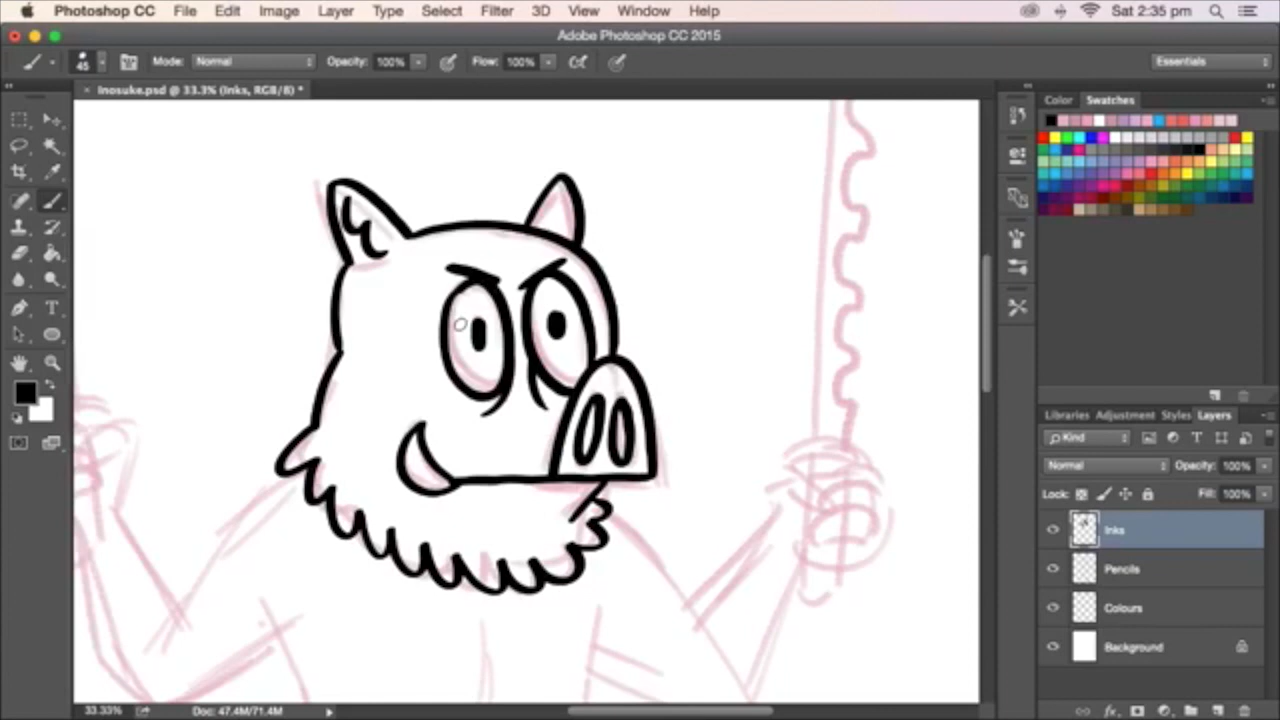 Photoshop CC File Edit Image Layer Type Select Filter 3D View Window Help Sat 2:35 pm
Adobe Photoshop CC 2015
45 Mode: Normal Opacity: 100% Flow: 100% Essentials
× Inosuke.psd @ 33.3% (Inks, RGB/8) *
Color Swatches
Libraries Adjustment Styles Layers
Kind
Normal Opacity: 100%
Lock: Fill: 100%
Inks
Pencils
Colours
Background
33.33% Doc: 47.4M/71.4M